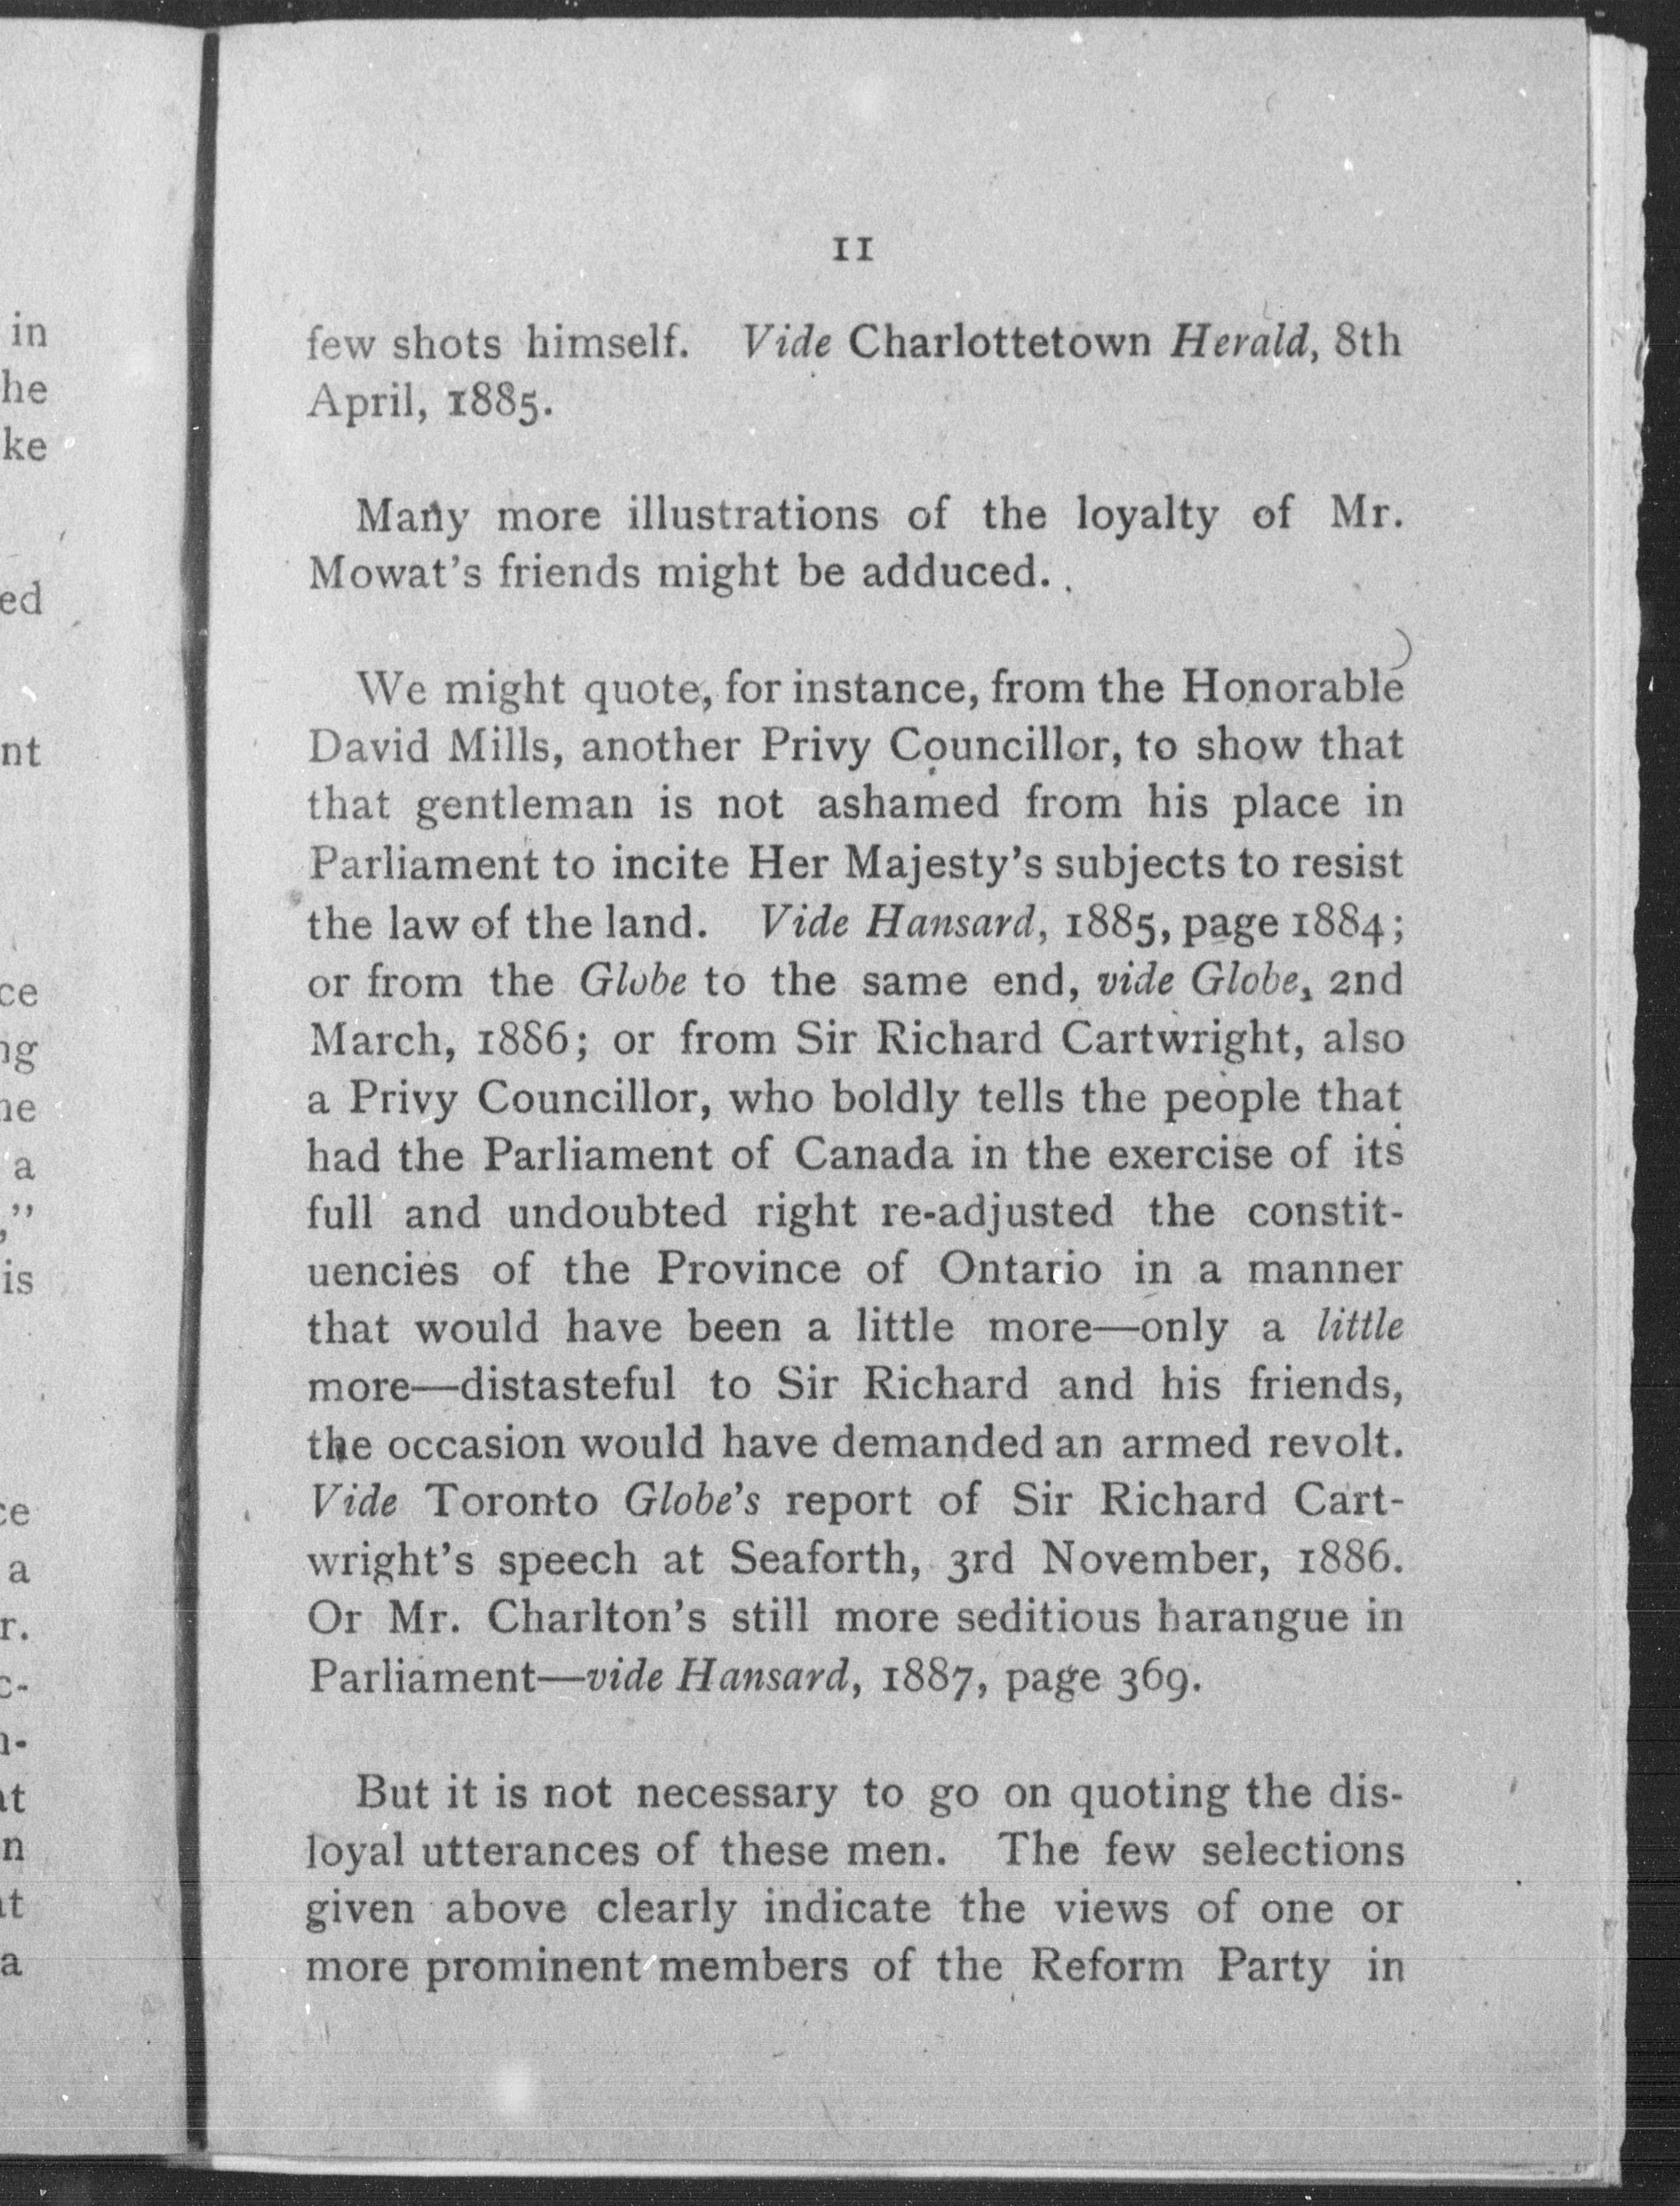 11
few shots himself. Vide Charlottetown Herald, 8th
April, 1885.
Many more illustrations of the loyalty of Mr.
Mowat's friends might be adduced.
We might quote, for instance, from the Honorable
David Mills, another Privy Councillor, to show that
that gentleman is not ashamed from his place in
Parliament to incite Her Majesty's subjects to resist
the law of the land. Vide Hansard, 1885, page 1884;
or from the Globe to the same end, vide Globe, 2nd
March, 1886; or from Sir Richard Cartwright, also
a Privy Councillor, who boldly tells the people that
had the Parliament of Canada in the exercise of its
full and undoubted right re-adjusted the constit-
uencies of the Province of Ontario in a manner
that would have been a little more—only a little
more—distasteful to Sir Richard and his friends,
the occasion would have demanded an armed revolt.
Vide Toronto Globe's report of Sir Richard Cart-
wright's speech at Seaforth, 3rd November, 1886.
Or Mr. Charlton's still more seditious harangue in
Parliament—vide Hansard, 1887, page 369.
But it is not necessary to go on quoting the dis-
loyal utterances of these men. The few selections
given above clearly indicate the views of one or
more prominent members of the Reform Party in